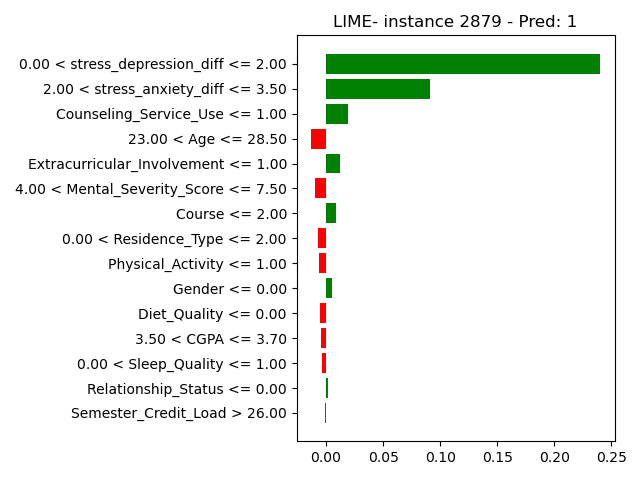 LIME- instance 2879 - Pred: 1
0.00 < stress_depression_diff <= 2.00
2.00 < stress_anxiety_diff <= 3.50
Counseling_Service_Use <= 1.00
23.00 < Age <= 28.50
Extracurricular_Involvement <= 1.00
4.00 < Mental_Severity_Score <= 7.50
Course <= 2.00
0.00 < Residence_Type <= 2.00
Physical_Activity <= 1.00
Gender <= 0.00
Diet_Quality <= 0.00
3.50 < CGPA <= 3.70
0.00 < Sleep_Quality <= 1.00
Relationship_Status <= 0.00
Semester_Credit_Load > 26.00
0.00 0.05 0.10 0.15 0.20 0.25